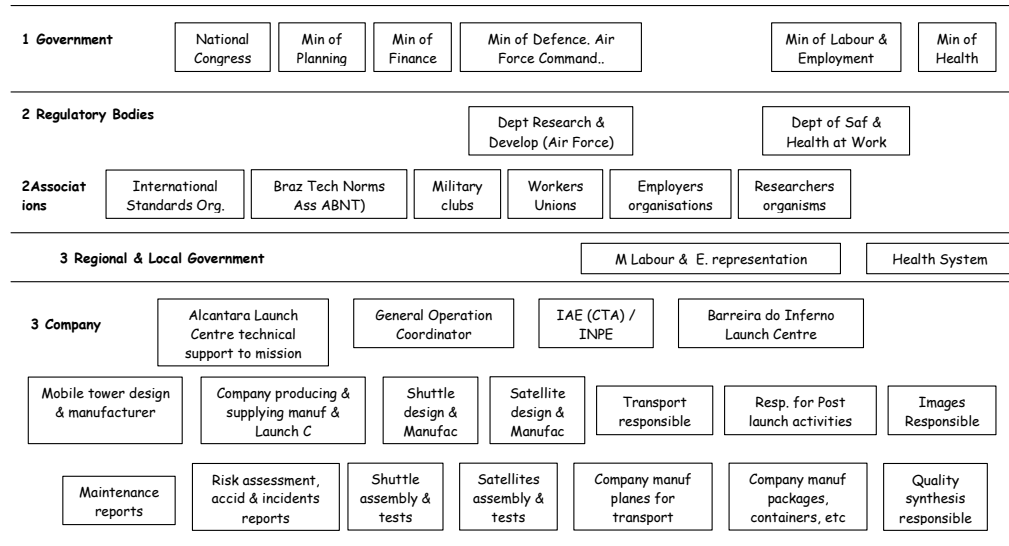 1 Government
National
Congress
Min of
Planning
Min of
Finance
Min of Defence. Air
Force Command..
Min of Labour &
Employment
Min of
Health
2 Regulatory Bodies
Dept Research &
Develop (Air Force)
Dept of Saf &
Health at Work
2Associat
ions
International
Standards Org.
Braz Tech Norms
Ass ABNT)
Military
clubs
Workers
Unions
Employers
organisations
Researchers
organisms
3 Regional & Local Government
M Labour & E. representation
Health System
3 Company
Alcantara Launch
Centre technical
support to mission
General Operation
Coordinator
IAE (CTA) /
INPE
Barreira do Inferno
Launch Centre
Mobile tower design
& manufacturer
Company producing &
supplying manuf &
Launch C
Shuttle
design &
Manufac
Satellite
design &
Manufac
Transport
responsible
Resp. for Post
launch activities
Images
Responsible
Maintenance
reports
Risk assessment,
accid & incidents
reports
Shuttle
assembly &
tests
Satellites
assembly &
tests
Company manuf
planes for
transport
Company manuf
packages,
containers, etc
Quality
synthesis
responsible